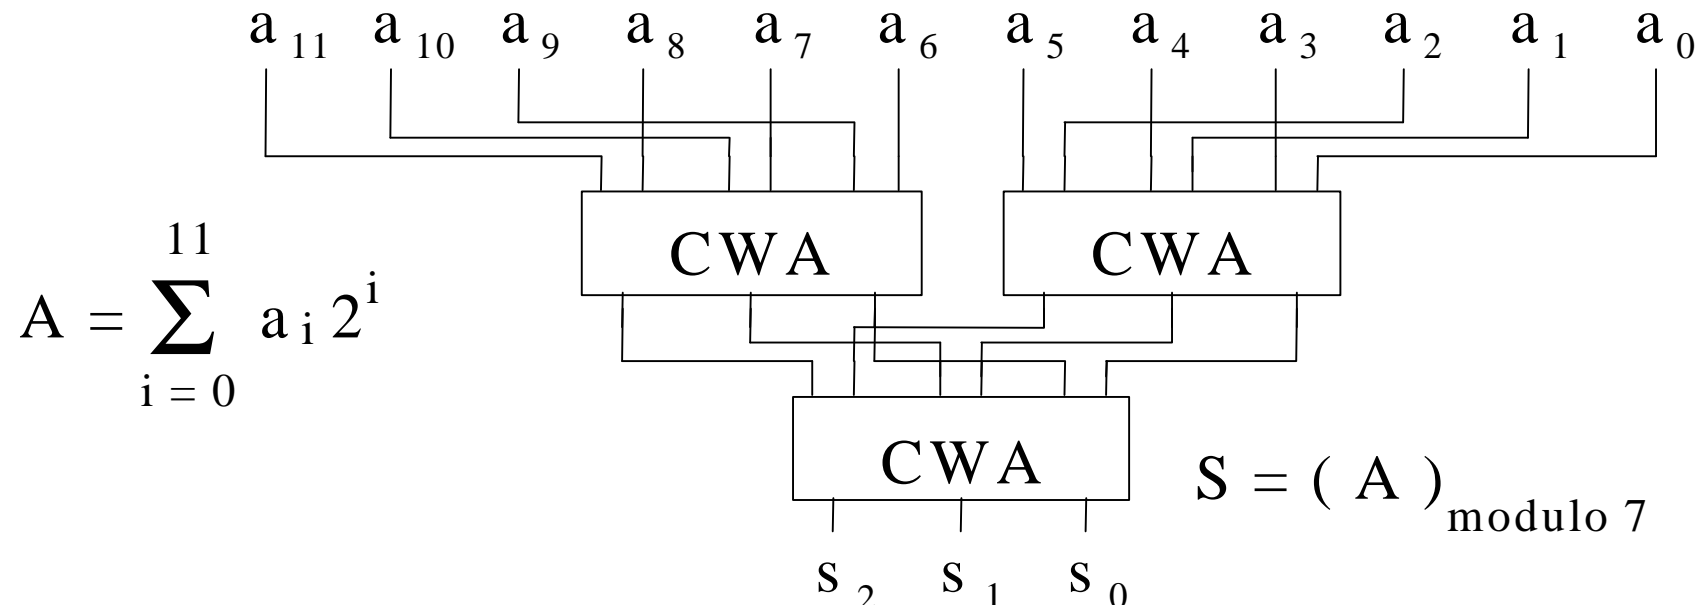 a 11 a 10 a 9 a 8 a 7 a 6 a 5 a 4 a 3 a 2 a 1 a 0
CWA CWA
11
A = Σ a i 2 i
i = 0
CWA
S = ( A ) modulo 7
s 2 s 1 s 0